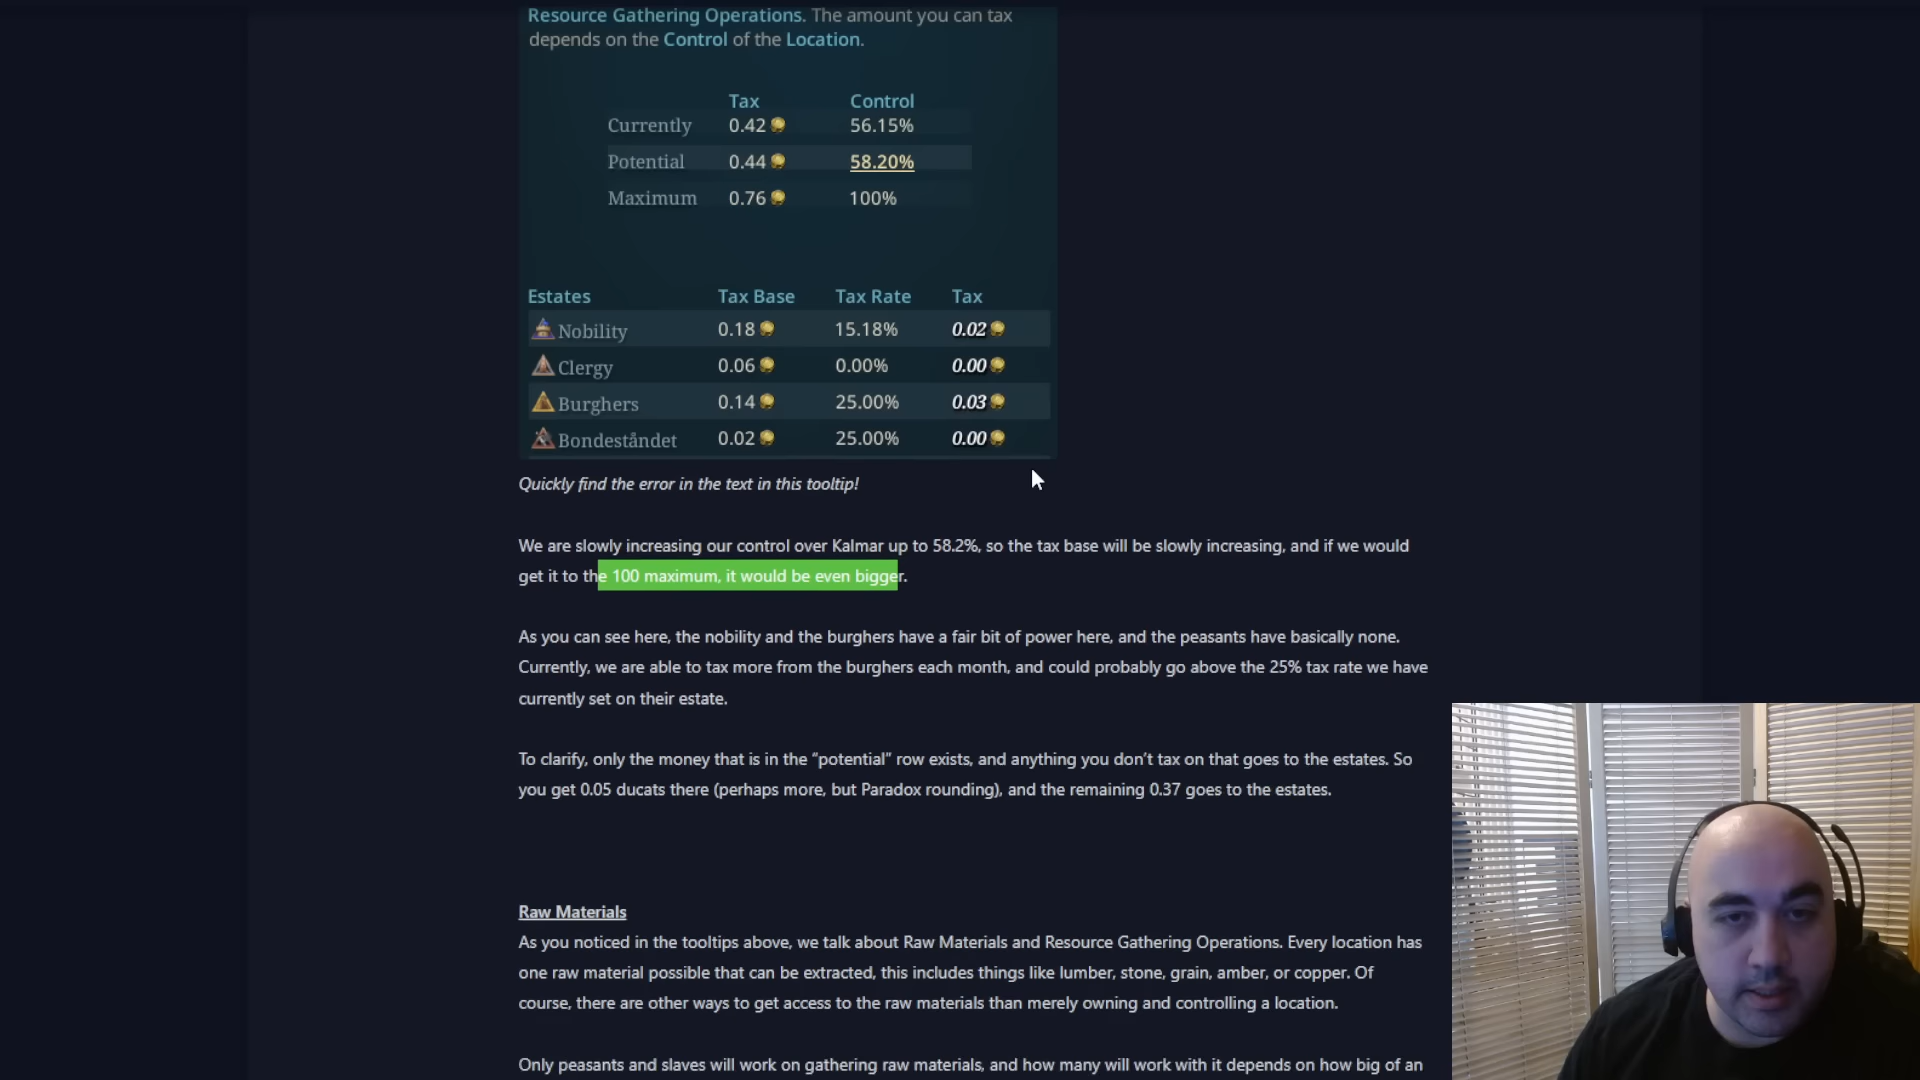 Resource Gathering Operations. The amount you can tax
depends on the Control of the Location.
Tax Control
Currently 0.42 56.15%
Potential 0.44 58.20%
Maximum 0.76 100%
Estates Tax Base Tax Rate Tax
Nobility 0.18 15.18% 0.02
Clergy 0.06 0.00% 0.00
Burghers 0.14 25.00% 0.03
Bondeståndet 0.02 25.00% 0.00
Quickly find the error in the text in this tooltip!
We are slowly increasing our control over Kalmar up to 58.2%, so the tax base will be slowly increasing, and if we would
get it to the 100 maximum, it would be even bigger.
As you can see here, the nobility and the burghers have a fair bit of power here, and the peasants have basically none.
Currently, we are able to tax more from the burghers each month, and could probably go above the 25% tax rate we have
currently set on their estate.
To clarify, only the money that is in the “potential” row exists, and anything you don’t tax on that goes to the estates. So
you get 0.05 ducats there (perhaps more, but Paradox rounding), and the remaining 0.37 goes to the estates.
Raw Materials
As you noticed in the tooltips above, we talk about Raw Materials and Resource Gathering Operations. Every location has
one raw material possible that can be extracted, this includes things like lumber, stone, grain, amber, or copper. Of
course, there are other ways to get access to the raw materials than merely owning and controlling a location.
Only peasants and slaves will work on gathering raw materials, and how many will work with it depends on how big of an